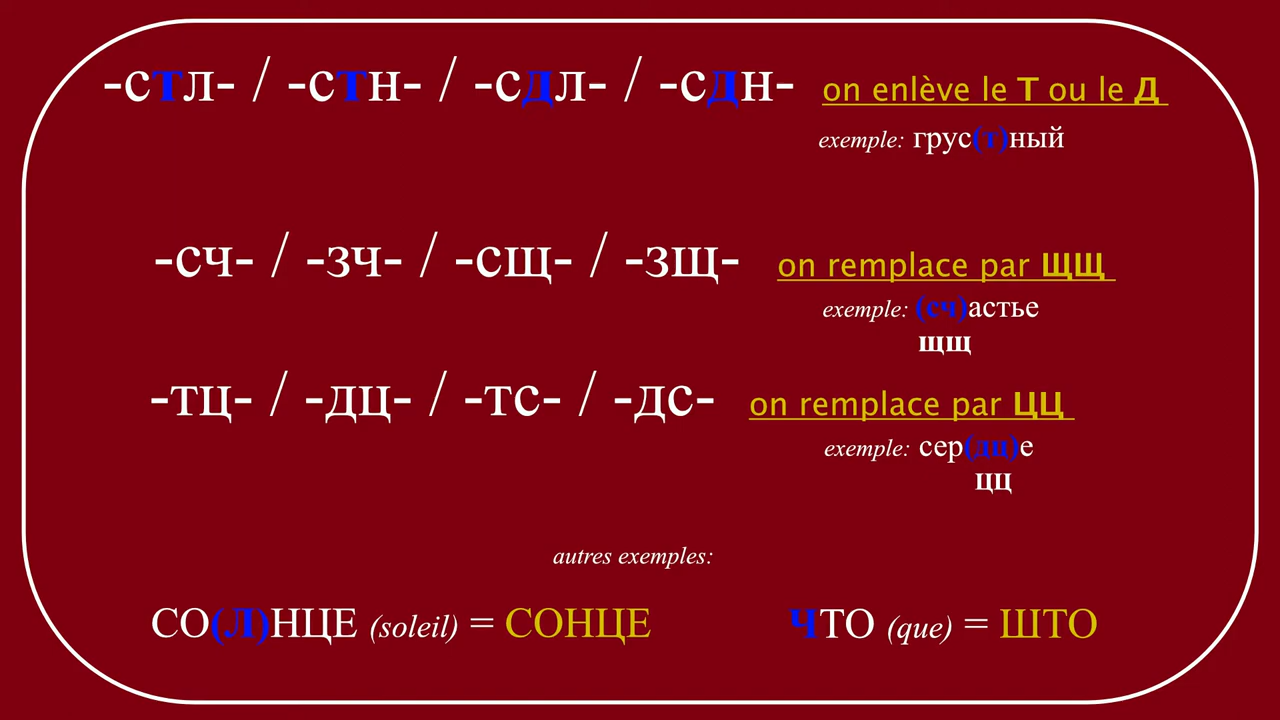 -стл- / -стн- / -сдл- / -сдн- on enlève le Т ou le Д
exemple: грус(т)ный
-сч- / -зч- / -сщ- / -зщ- on remplace par ЩЩ
exemple: (сч)астье
щщ
-тц- / -дц- / -тс- / -дс- on remplace par ЦЦ
exemple: сер(дц)е
цц
autres exemples:
СО(Л)НЦЕ (soleil) = СОНЦЕ ЧТО (que) = ШТО